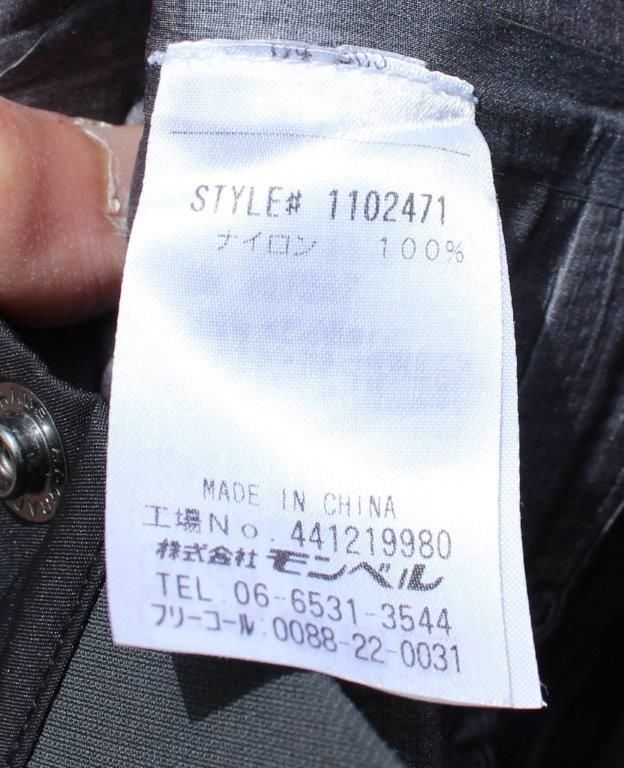 STYLE# 1102471
ナイロン 100%
MADE IN CHINA
工場No. 441219980
株式会社 モンベル
TEL 06-6531-3544
フリーコール 0088-22-0031